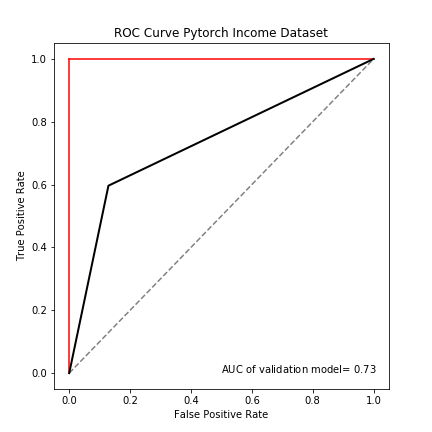 ROC Curve Pytorch Income Dataset
True Positive Rate
1.0
0.8
0.6
0.4
0.2
0.0
AUC of validation model= 0.73
0.0 0.2 0.4 0.6 0.8 1.0
False Positive Rate